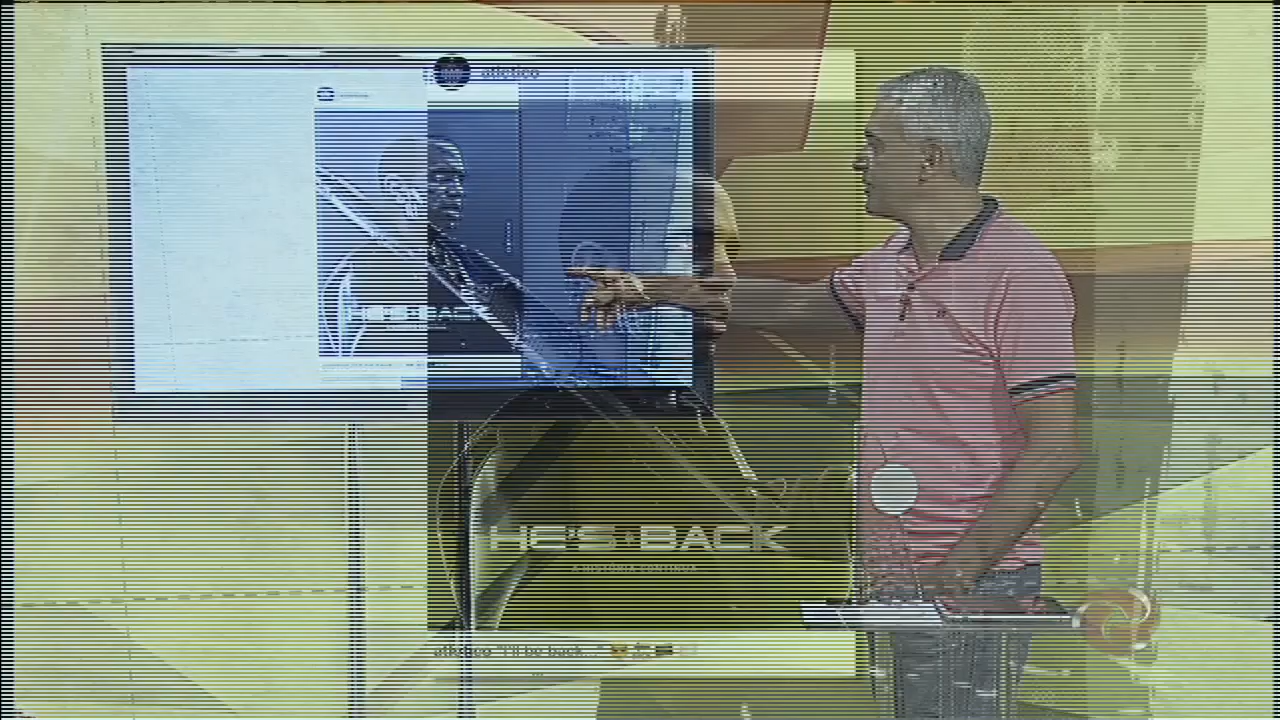 atletico
HE'S BACK
HE'S BACK
A HISTÓRIA CONTINUA
atletico "I'll be back..."
...